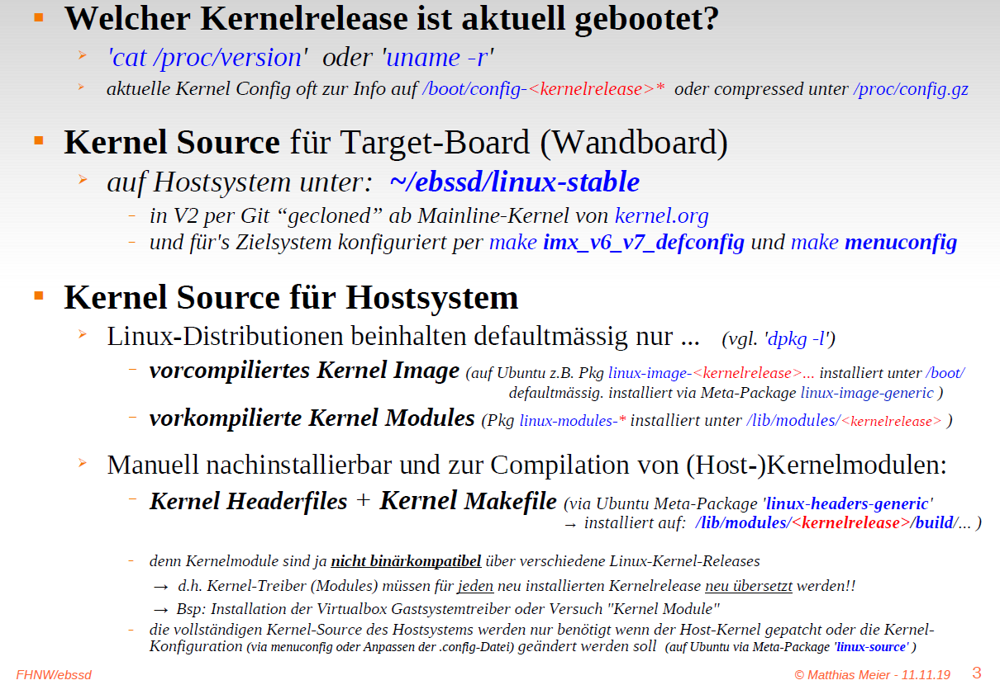 Welcher Kernelrelease ist aktuell gebootet?
'cat /proc/version' oder 'uname –r'
aktuelle Kernel Config oft zur Info auf /boot/config-<kernelrelease>* oder compressed unter /proc/config.gz
Kernel Source für Target-Board (Wandboard)
auf Hostsystem unter: ~/ebssd/linux-stable
– in V2 per Git “gecloned” ab Mainline-Kernel von kernel.org
– und für's Zielsystem konfiguriert per make imx_v6_v7_defconfig und make menuconfig
Kernel Source für Hostsystem
Linux-Distributionen beinhalten defaultmässig nur ... (vgl. 'dpkg -l')
– vorcompiliertes Kernel Image (auf Ubuntu z.B. Pkg linux-image-<kernelrelease>... installiert unter /boot/
defaultmässig. installiert via Meta-Package linux-image-generic )
– vorkompilierte Kernel Modules (Pkg linux-modules-* installiert unter /lib/modules/<kernelrelease> )
Manuell nachinstallierbar und zur Compilation von (Host-)Kernelmodulen:
– Kernel Headerfiles + Kernel Makefile (via Ubuntu Meta-Package 'linux-headers-generic'
→ installiert auf: /lib/modules/<kernelrelease>/build/... )
– denn Kernelmodule sind ja nicht binärkompatibel über verschiedene Linux-Kernel-Releases
→ d.h. Kernel-Treiber (Modules) müssen für jeden neu installierten Kernelrelease neu übersetzt werden!!
→ Bsp: Installation der Virtualbox Gastsystemtreiber oder Versuch "Kernel Module"
– die vollständigen Kernel-Source des Hostsystems werden nur benötigt wenn der Host-Kernel gepatcht oder die Kernel-
Konfiguration (via menuconfig oder Anpassen der .config-Datei) geändert werden soll (auf Ubuntu via Meta-Package 'linux-source' )
FHNW/ebssd © Matthias Meier - 11.11.19 3